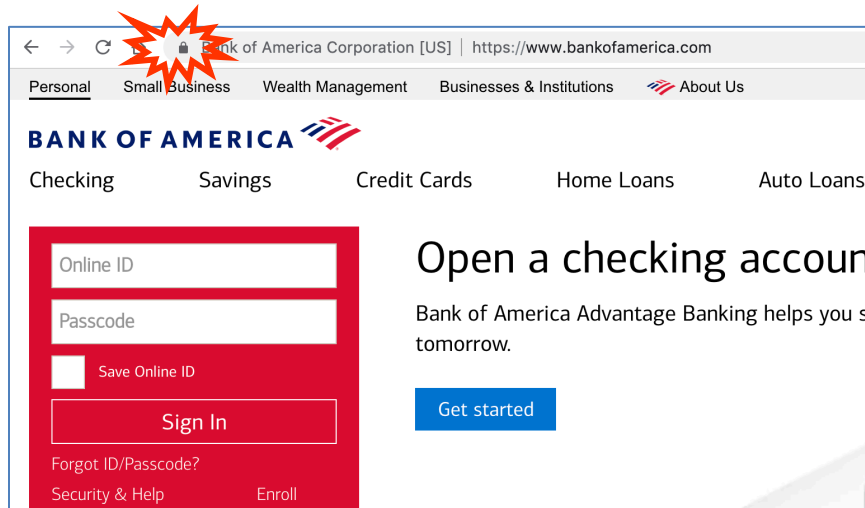 Bank of America Corporation [US] | https://www.bankofamerica.com
Personal Small Business Wealth Management Businesses & Institutions About Us
BANK OF AMERICA
Checking Savings Credit Cards Home Loans Auto Loans
Online ID
Passcode
Save Online ID
Sign In
Forgot ID/Passcode?
Security & Help Enroll
Open a checking accoun
Bank of America Advantage Banking helps you s
tomorrow.
Get started